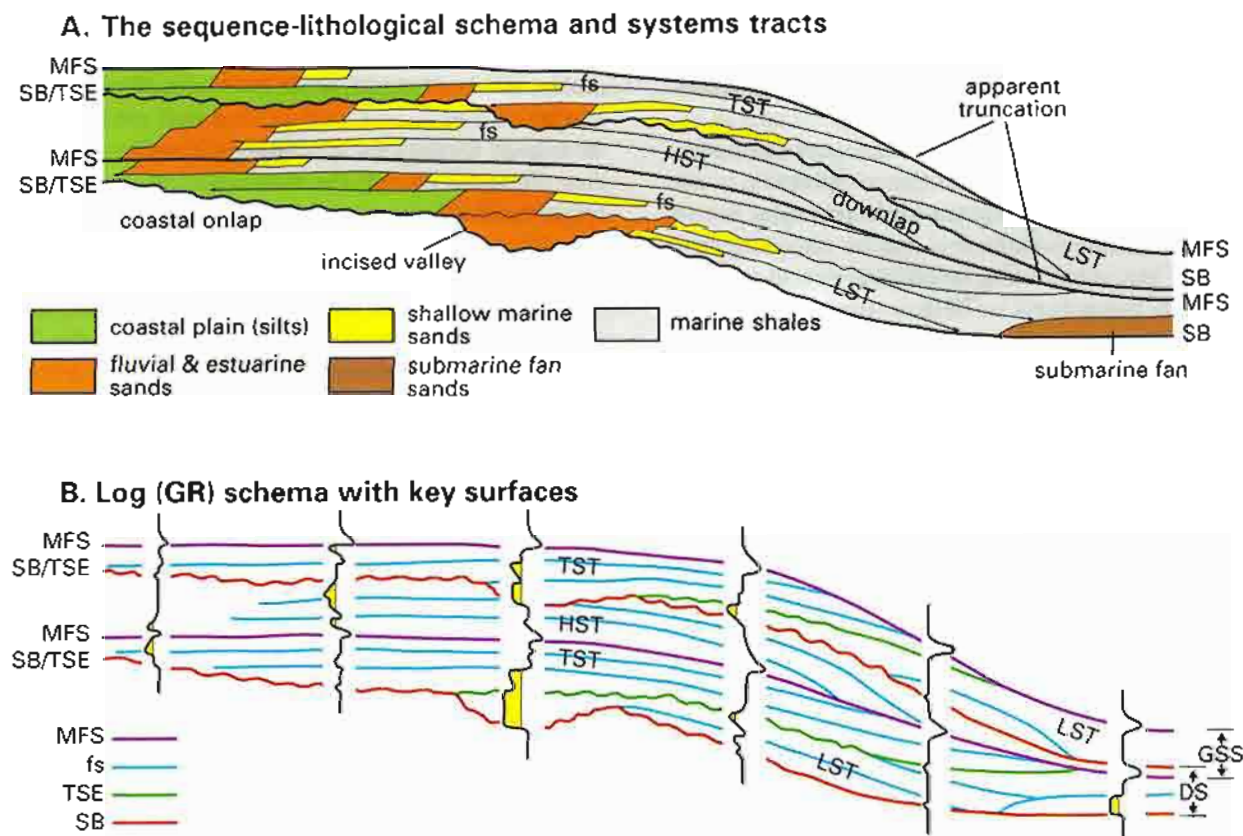 A. The sequence-lithological schema and systems tracts
MFS
SB/TSE
MFS
SB/TSE
fs
TST
apparent
truncation
fs
HST
downlap
fs
LST
LST
MFS
SB
MFS
SB
coastal onlap
incised valley
submarine fan
coastal plain (silts)
fluvial & estuarine
sands
shallow marine
sands
submarine fan
sands
marine shales
B. Log (GR) schema with key surfaces
MFS
SB/TSE
MFS
SB/TSE
TST
HST
TST
LST
LST
GSS
DS
MFS
fs
TSE
SB